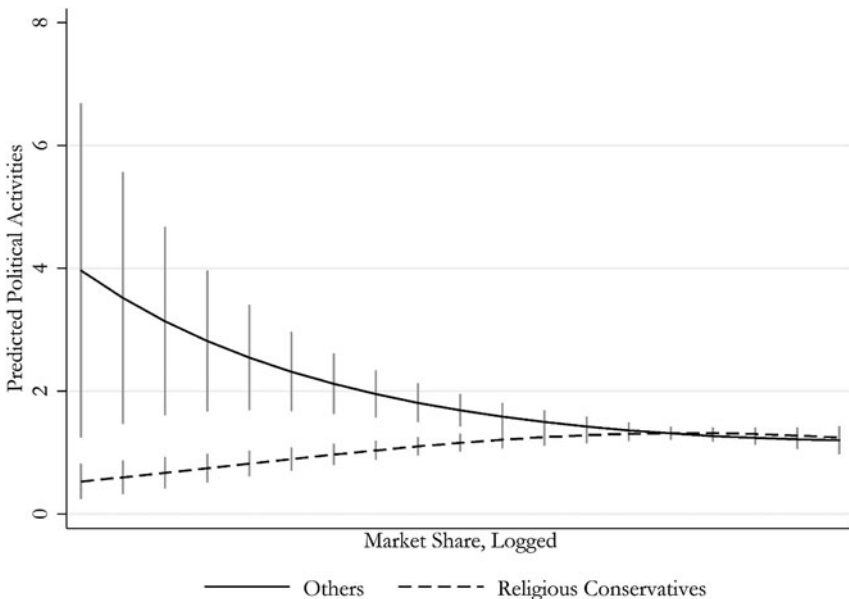 8
6
4
2
0
Predicted Political Activities
Market Share, Logged
Others
Religious Conservatives